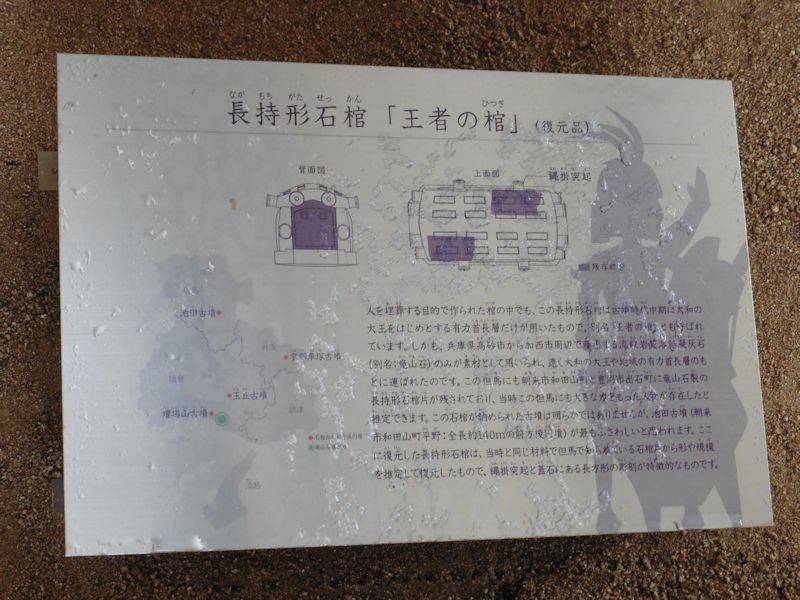 なが もち がた せっ かん ひつぎ
長持形石棺「王者の棺」(復元品)
背面図
上面図
縄掛突起
池田古墳
丹波
雲部車塚古墳
玉丘古墳
摂津
壇場山古墳
淡路
人を埋葬する目的で作られた棺の中でも、この長持形石棺は古墳時代中期に大和の
大王をはじめとする有力首長層だけが用いたもので、別名「王者の棺」とも呼ばれ
ています。しかも、兵庫県高砂市から加西市周辺で産出する流紋岩質溶結凝灰石
(別名:竜山石)のみが素材として用いられ、遠く大和の大王や地域の有力首長層のも
とに運ばれたのです。この但馬にも朝来市和田山町と豊岡市出石町に竜山石製の
長持形石棺片が残されており、当時この但馬にも大きな力をもった人々が存在したと
推定できます。この石棺が納められた古墳は明らかではありませんが、池田古墳(朝来
市和田山町平野:全長約140mの前方後円墳)が最もふさわしいと思われます。ここ
に復元した長持形石棺は、当時と同じ材料で但馬で知られている石棺片から形や規模
を推定して復元したもので、縄掛突起と蓋石にある長方形の彫刻が特徴的なものです。